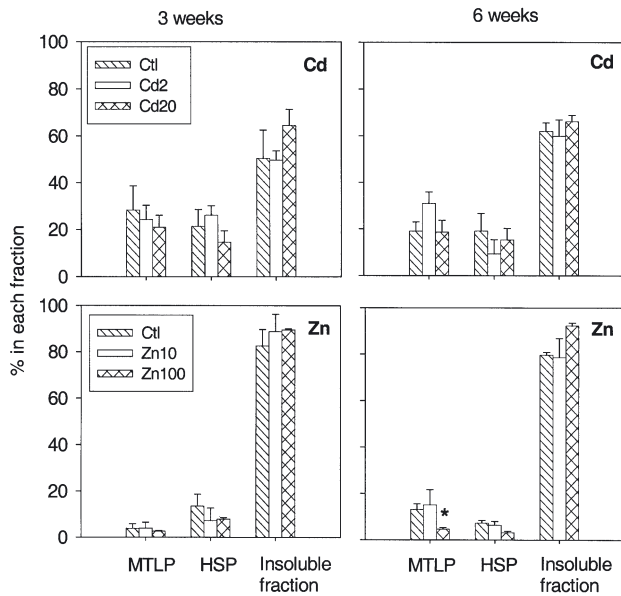 3 weeks
6 weeks
% in each fraction
100
80
60
40
20
0
Ctl
Cd2
Cd20
Cd
Cd
100
80
60
40
20
0
Ctl
Zn10
Zn100
Zn
Zn
*
MTLP
HSP
Insoluble
fraction
MTLP
HSP
Insoluble
fraction